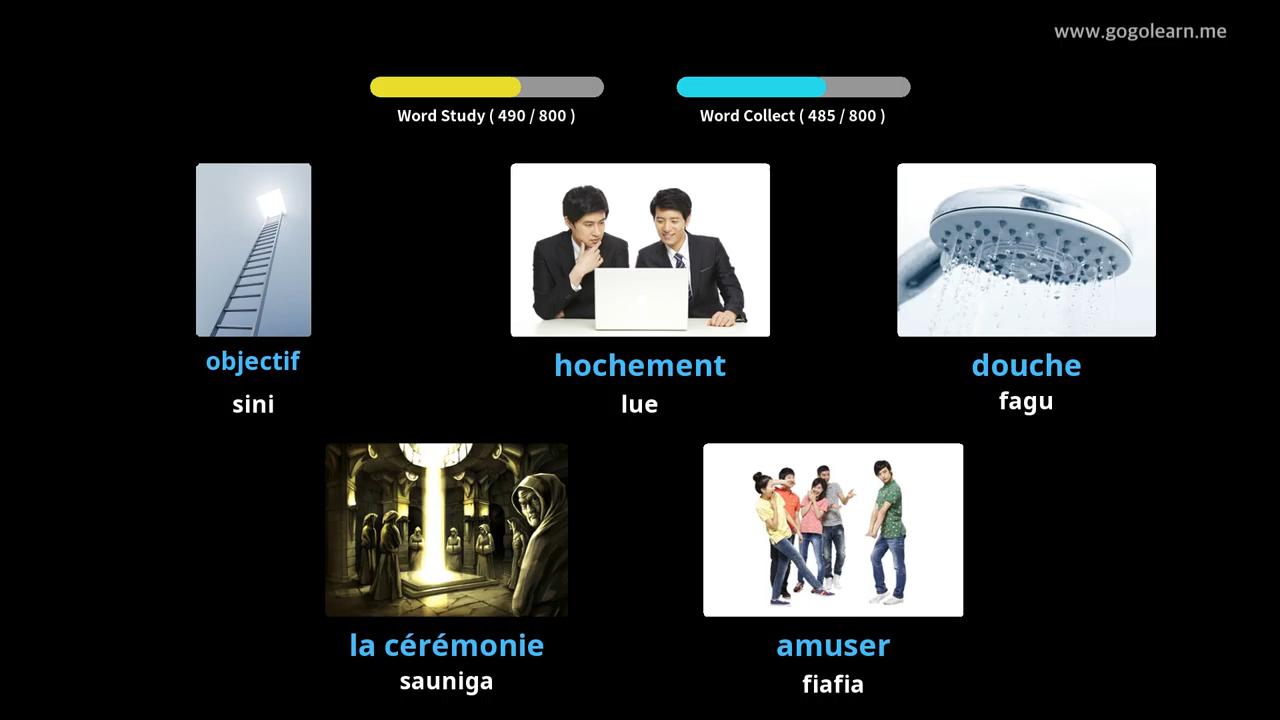 www.gogolearn.me
Word Study ( 490 / 800 )
Word Collect ( 485 / 800 )
objectif
sini
hochement
lue
douche
fagu
la cérémonie
sauniga
amuser
fiafia